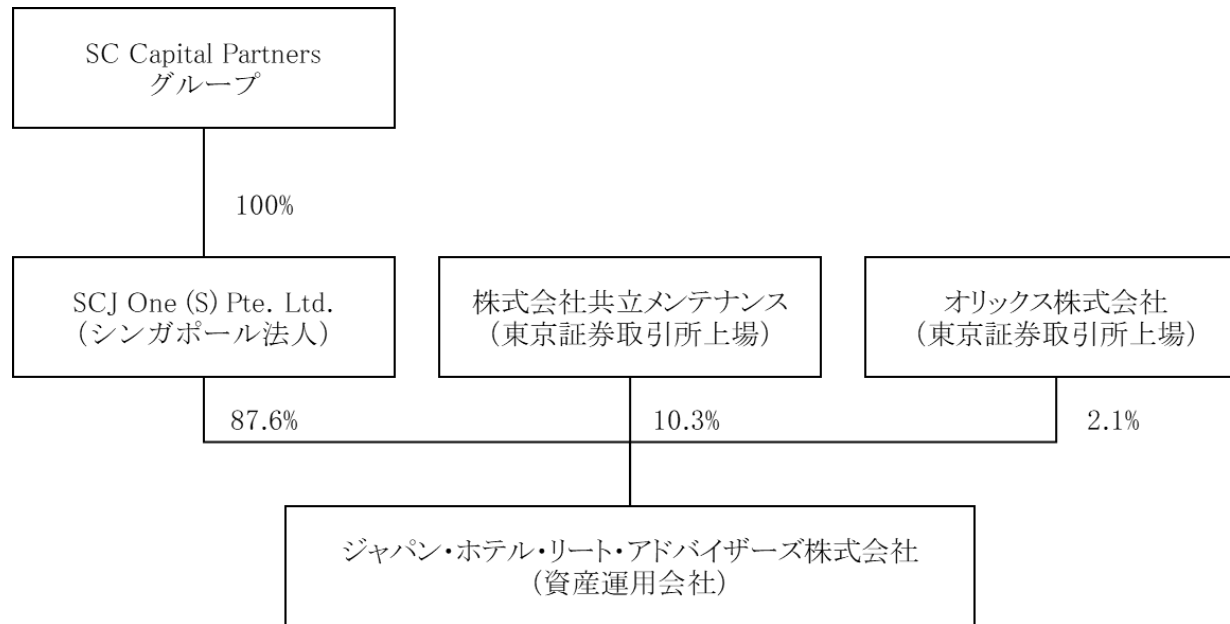 SC Capital Partners
グループ
100%
SCJ One (S) Pte. Ltd.
（シンガポール法人）
株式会社共立メンテナンス
（東京証券取引所上場）
オリックス株式会社
（東京証券取引所上場）
87.6%
10.3%
2.1%
ジャパン・ホテル・リート・アドバイザーズ株式会社
（資産運用会社）